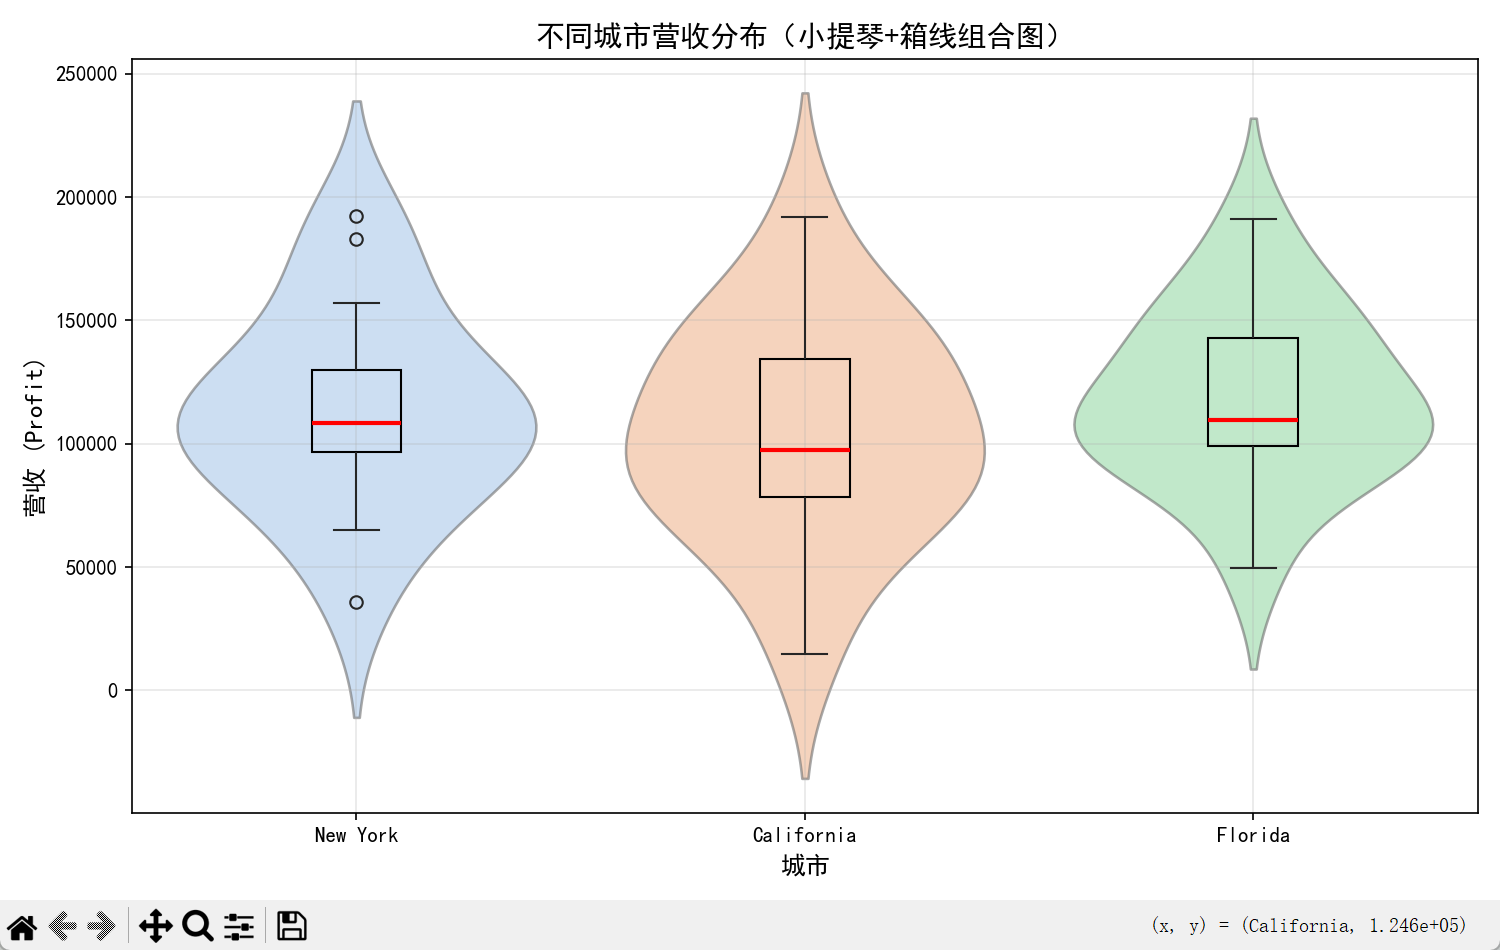 不同城市营收分布（小提琴+箱线组合图）
250000
200000
150000
100000
50000
0
营收 (Profit)
New York
California
Florida
城市
(x, y) = (California, 1.246e+05)